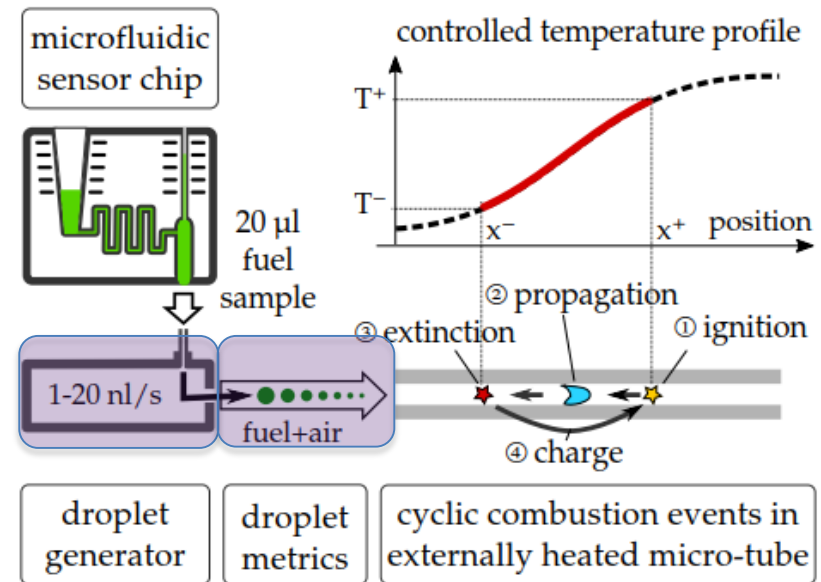 microfluidic
sensor chip
controlled temperature profile
T⁺
T⁻
x⁻
x⁺
position
20 µl
fuel
sample
② propagation
③ extinction
① ignition
1-20 nl/s
fuel+air
④ charge
droplet
generator
droplet
metrics
cyclic combustion events in
externally heated micro-tube